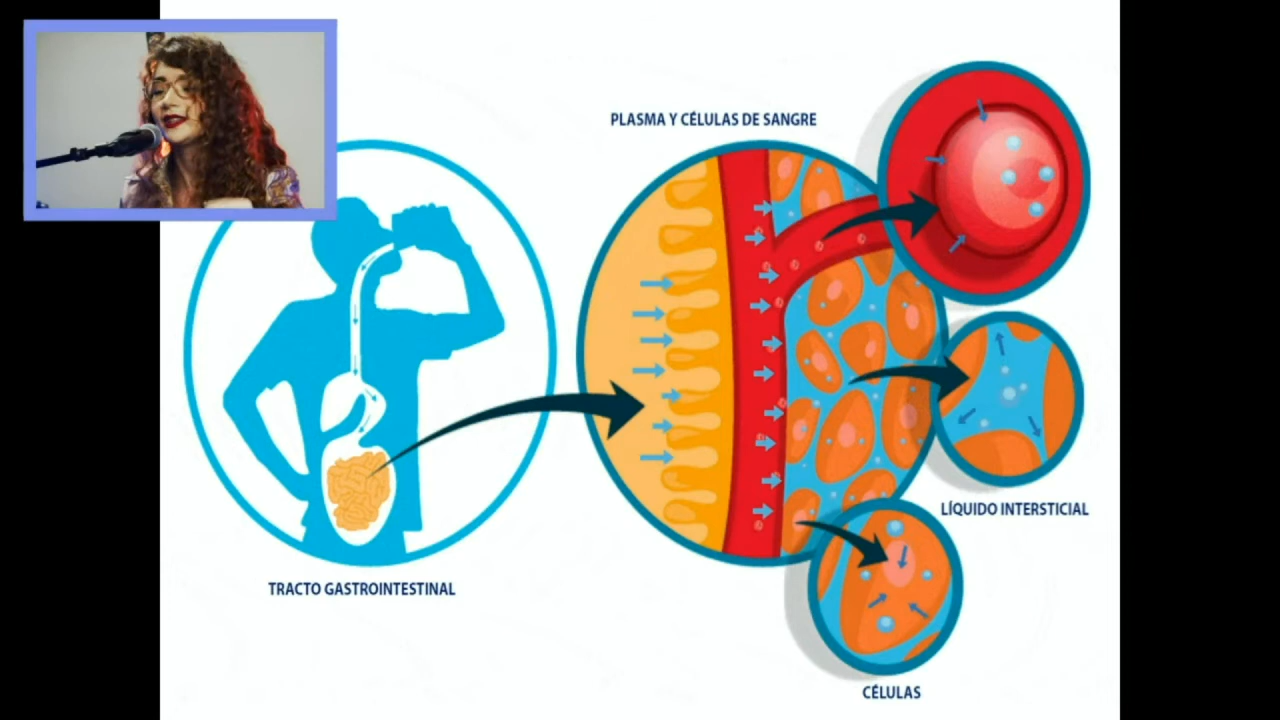 PLASMA Y CÉLULAS DE SANGRE
LÍQUIDO INTERSTICIAL
TRACTO GASTROINTESTINAL
CÉLULAS